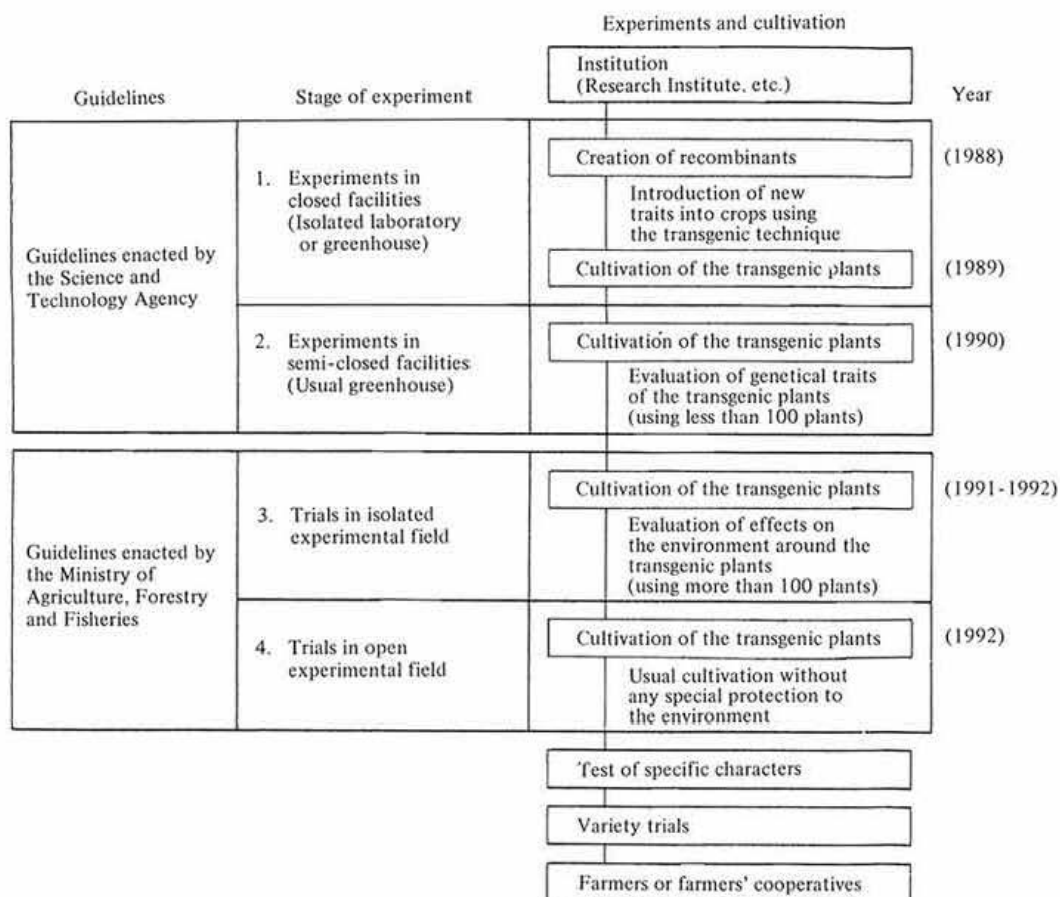 Experiments and cultivation
Institution
(Research Institute, etc.)
Guidelines
Stage of experiment
Year
Guidelines enacted by
the Science and
Technology Agency
1. Experiments in
closed facilities
(Isolated laboratory
or greenhouse)
Creation of recombinants
(1988)
Introduction of new
traits into crops using
the transgenic technique
Cultivation of the transgenic plants
(1989)
2. Experiments in
semi-closed facilities
(Usual greenhouse)
Cultivation of the transgenic plants
(1990)
Evaluation of genetical traits
of the transgenic plants
(using less than 100 plants)
Guidelines enacted by
the Ministry of
Agriculture, Forestry
and Fisheries
3. Trials in isolated
experimental field
Cultivation of the transgenic plants
(1991-1992)
Evaluation of effects on
the environment around the
transgenic plants
(using more than 100 plants)
4. Trials in open
experimental field
Cultivation of the transgenic plants
(1992)
Usual cultivation without
any special protection to
the environment
Test of specific characters
Variety trials
Farmers or farmers' cooperatives